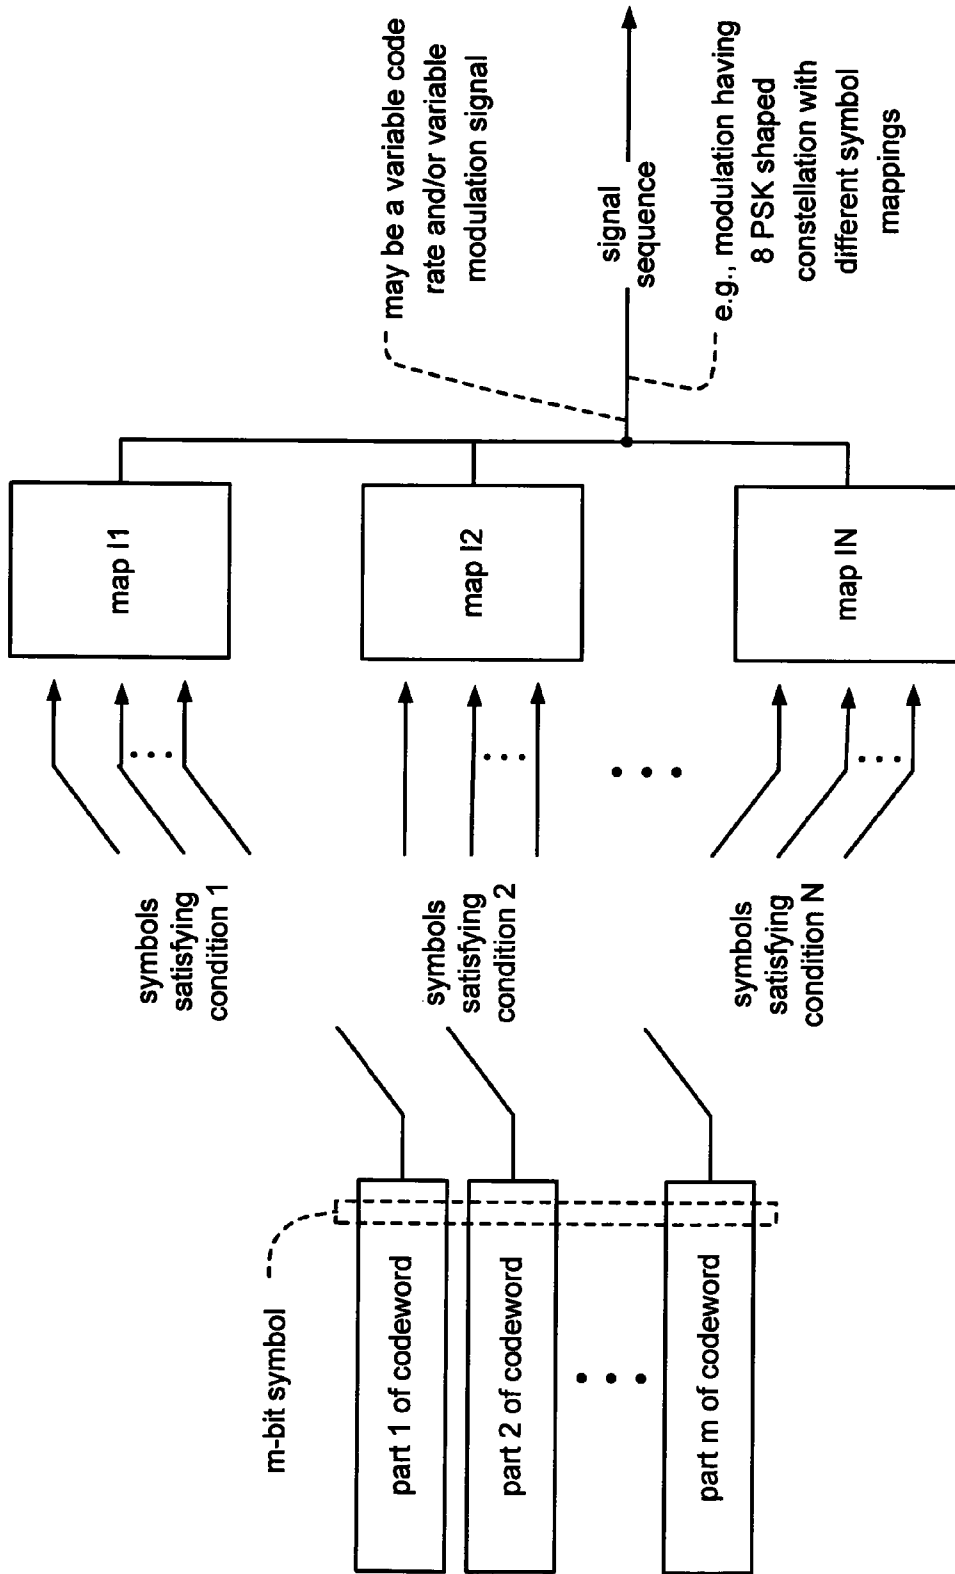 m-bit symbol
part 1 of codeword
part 2 of codeword
part m of codeword
symbols
satisfying
condition 1
symbols
satisfying
condition 2
symbols
satisfying
condition N
map I1
map I2
map IN
may be a variable code
rate and/or variable
modulation signal
signal
sequence
e.g., modulation having
8 PSK shaped
constellation with
different symbol
mappings